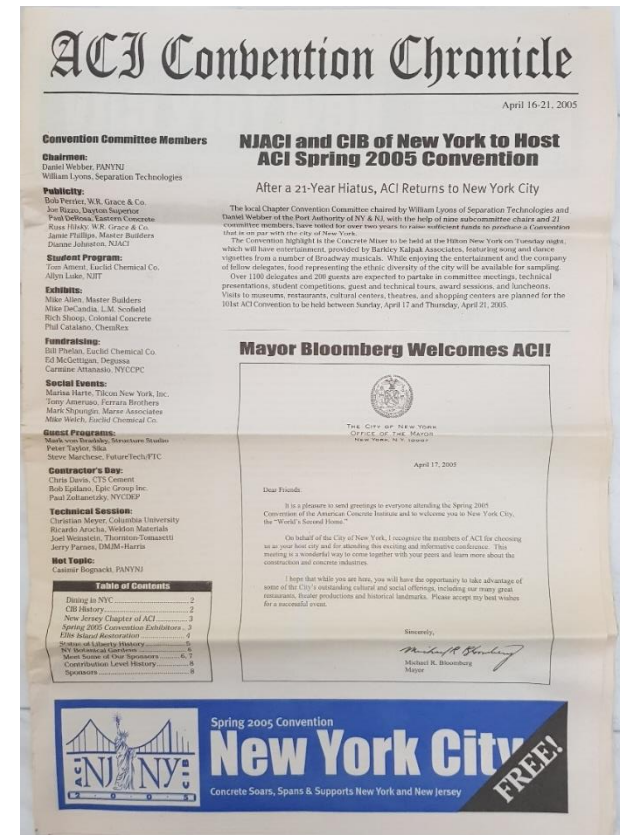 ACI Convention Chronicle
April 16-21, 2005
Convention Committee Members
Chairmen:
Daniel Webber, PANYNJ
William Lyons, Separation Technologies
Publicity:
Bob Perrier, W.R. Grace & Co.
Joe Rizzo, Dayton Superior
Paul DeRosa, Eastern Concrete
Russ Hilsky, W.R. Grace & Co.
Jamie Phillips, Master Builders
Dianne Johnston, NJACI
Student Program:
Tom Ament, Euclid Chemical Co.
Allyn Luke, NJIT
Exhibits:
Mike Allen, Master Builders
Mike DeCandia, L.M. Scofield
Rich Shoop, Colonial Concrete
Phil Catalano, ChemRex
Fundraising:
Bill Phelan, Euclid Chemical Co.
Ed McGettigan, Degussa
Carmine Attanasio, NYCCPC
Social Events:
Marisa Harte, Tilcon New York, Inc.
Tony Ameruso, Ferrara Brothers
Mark Shpungin, Maese Associates
Mike Welch, Euclid Chemical Co.
Guest Programs:
Structure Studio
Peter Taylor, Sika
Steve Marchese, FutureTech/FTC
Contractor's Day:
Chris Davis, CTS Cement
Bob Epifano, Epic Group Inc.
Paul Zoltanetzky, NYCDEP
Technical Session:
Christian Meyer, Columbia University
Ricardo Arocha, Weldon Materials
Joel Weinstein, Thornton-Tomasetti
Jerry Parnes, DMJM+Harris
Hot Topic:
Casimir Bognacki, PANYNJ
Table of Contents
Dining in NYC 2
CIB History 2
New Jersey Chapter of ACI 3
Spring 2005 Convention Exhibitors 3
Ellis Island Restoration 4
Statue of Liberty History 5
NY Botanical Gardens 6
Meet Some of Our Sponsors 6, 7
Contribution Level History 8
Sponsors 8
NJACI and CIB of New York to Host
ACI Spring 2005 Convention
After a 21-Year Hiatus, ACI Returns to New York City
The local Chapter Convention Committee chaired by William Lyons of Separation Technologies and
Daniel Webber of the Port Authority of NY & NJ, with the help of nine subcommittee chairs and 21
committee members, have toiled for over two years to raise sufficient funds to produce a Convention
that is on par with the city of New York.
The Convention highlight is the Concrete Mixer to be held at the Hilton New York on Tuesday night,
which will have entertainment, provided by Barkley Kalpak Associates, featuring song and dance
vignettes from a number of Broadway musicals. While enjoying the entertainment and the company
of fellow delegates, food representing the ethnic diversity of the city will be available for sampling.
Over 1100 delegates and 200 guests are expected to partake in committee meetings, technical
presentations, student competitions, guest and technical tours, award sessions, and luncheons.
Visits to museums, restaurants, cultural centers, theatres, and shopping centers are planned for the
101st ACI Convention to be held between Sunday, April 17 and Thursday, April 21, 2005.
Mayor Bloomberg Welcomes ACI!
The City of New York
Office of the Mayor
New York, N.Y. 10007
April 17, 2005
Dear Friends:
It is a pleasure to send greetings to everyone attending the Spring 2005
Convention of the American Concrete Institute and to welcome you to New York City,
the "World's Second Home."
On behalf of the City of New York, I recognize the members of ACI for choosing
us as your host city and for attending this exciting and informative conference. This
meeting is a wonderful way to come together with your peers and learn more about the
construction and concrete industries.
I hope that while you are here, you will have the opportunity to take advantage of
some of the City's outstanding cultural and social offerings, including our many great
restaurants, theater productions and historical landmarks. Please accept my best wishes
for a successful event.
Sincerely,
Michael R. Bloomberg
Michael R. Bloomberg
Mayor
ACI NJ NY CIB
2005
Spring 2005 Convention
New York City
Concrete Soars, Spans & Supports New York and New Jersey
FREE!